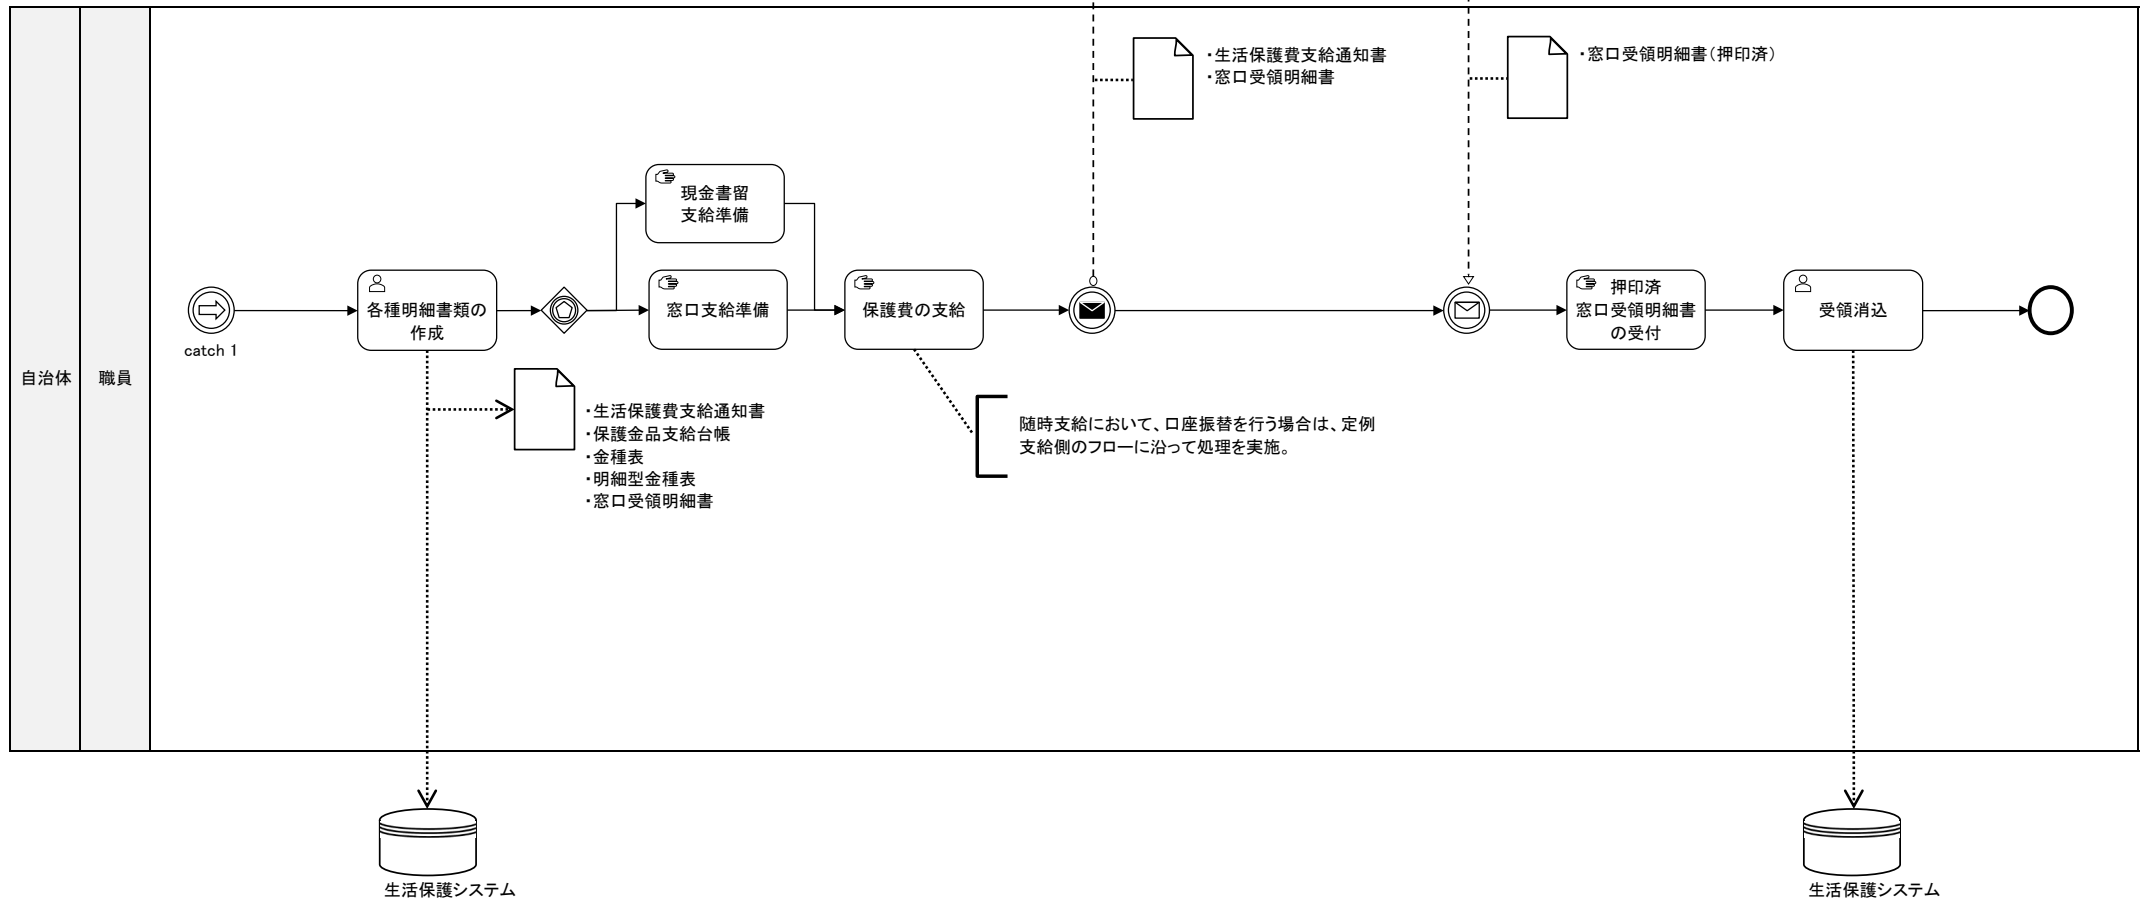 ・生活保護費支給通知書
・窓口受領明細書
・窓口受領明細書（押印済）
現金書留
支給準備
catch 1
各種明細書類の
作成
窓口支給準備
保護費の支給
押印済
窓口受領明細書
の受付
受領消込
自治体
職員
・生活保護費支給通知書
・保護金品支給台帳
・金種表
・明細型金種表
・窓口受領明細書
随時支給において、口座振替を行う場合は、定例
支給側のフローに沿って処理を実施。
生活保護システム
生活保護システム